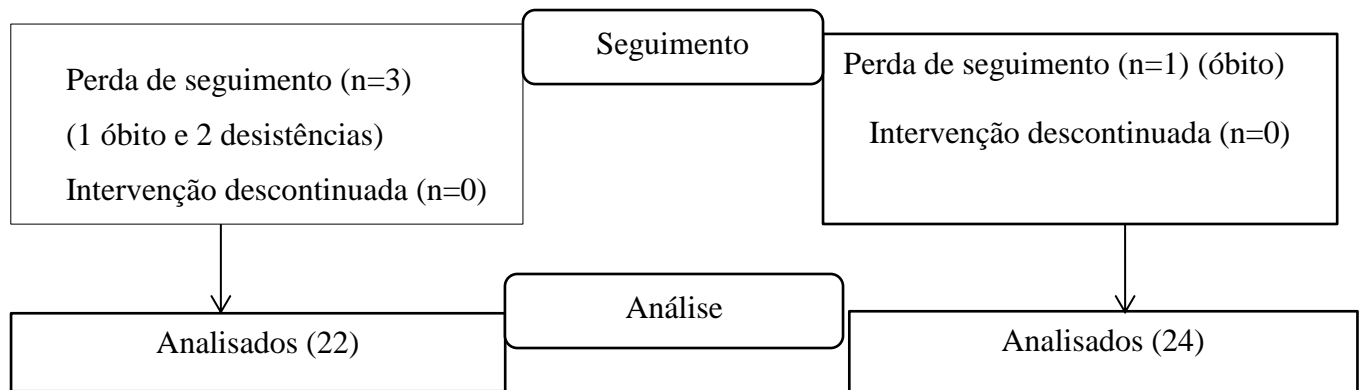 Seguimento
Perda de seguimento (n=3)
(1 óbito e 2 desistências)
Intervenção descontinuada (n=0)
Perda de seguimento (n=1) (óbito)
Intervenção descontinuada (n=0)
Análise
Analisados (22)
Analisados (24)